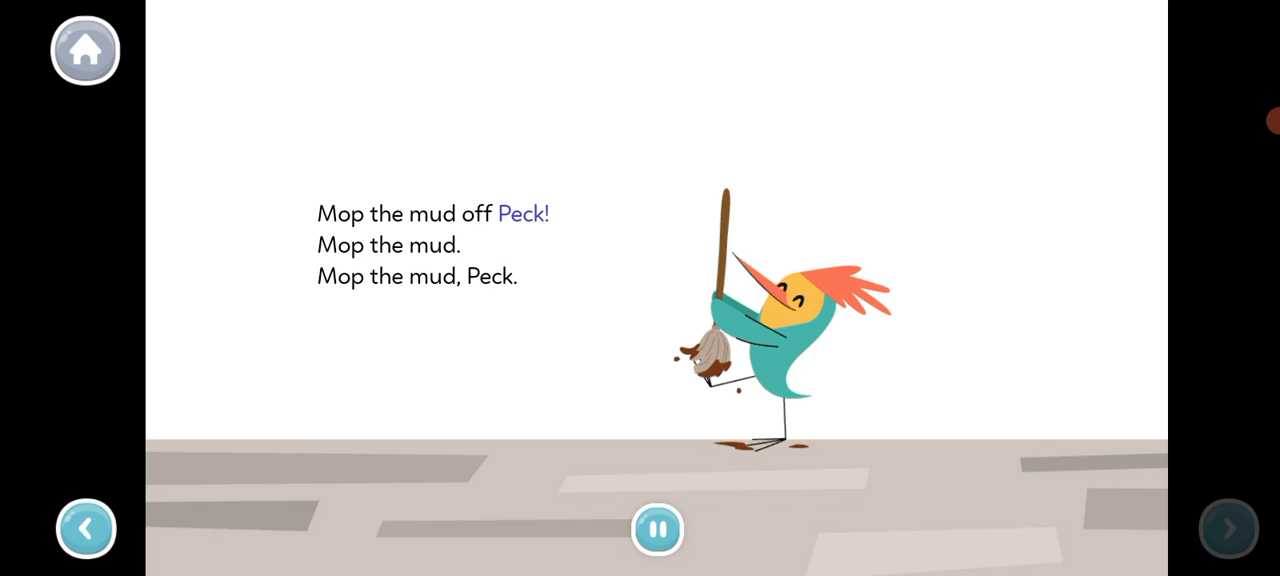 Mop the mud off Peck!
Mop the mud.
Mop the mud, Peck.